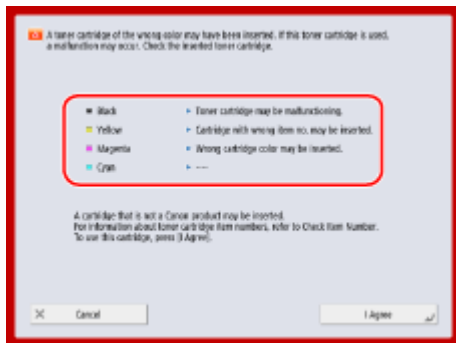 A toner cartridge of the wrong color may have been inserted. If this toner cartridge is used,
a malfunction may occur. Check the inserted toner cartridge.
Black
Toner cartridge may be malfunctioning.
Yellow
Cartridge with wrong item no. may be inserted.
Magenta
Wrong cartridge color may be inserted.
Cyan
----
A cartridge that is not a Canon product may be inserted.
For information about toner cartridge item numbers, refer to Check Item Number.
To use this cartridge, press [I Agree].
Cancel
I Agree